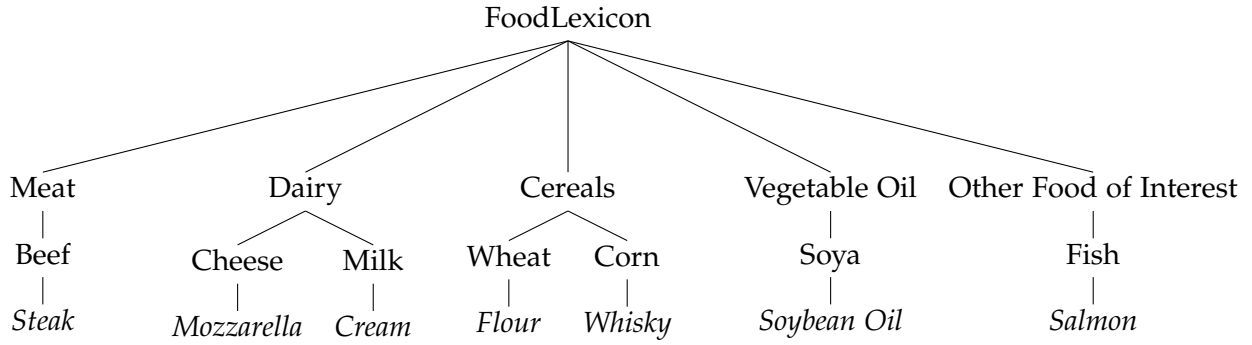 FoodLexicon
Meat Dairy Cereals Vegetable Oil Other Food of Interest
Beef Cheese Milk Wheat Corn Soya Fish
Steak Mozzarella Cream Flour Whisky Soybean Oil Salmon